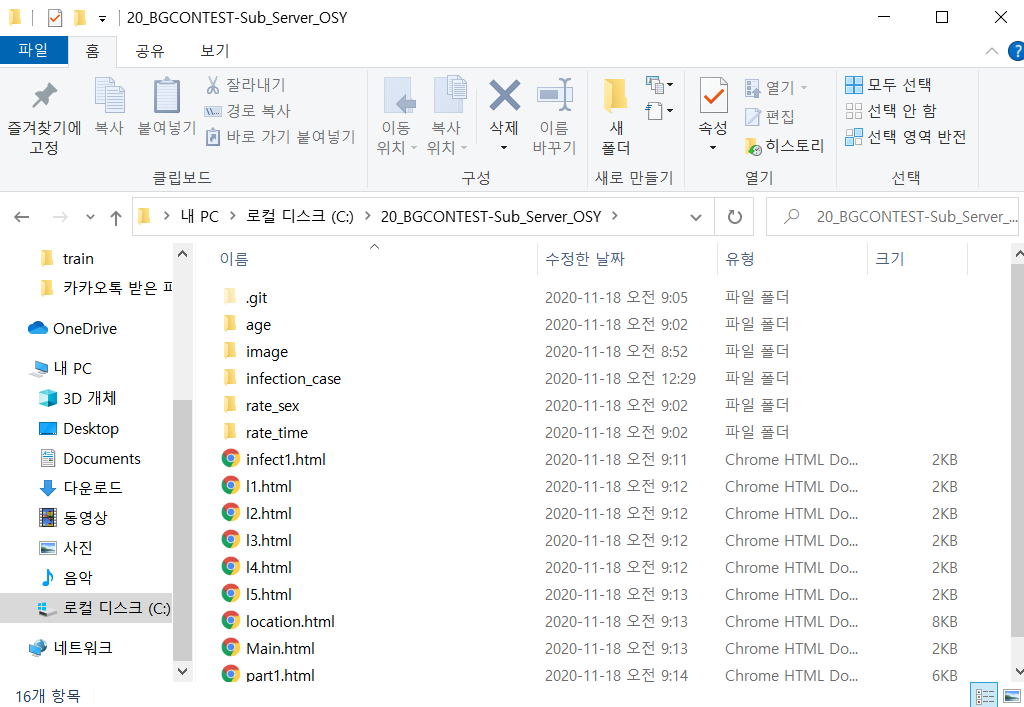 20_BGCONTEST-Sub_Server_OSY
파일 홈 공유 보기
즐겨찾기에 고정
복사
붙여넣기
잘라내기
경로 복사
바로 가기 붙여넣기
클립보드
이동 위치
복사 위치
삭제
이름 바꾸기
구성
새 폴더
새로 만들기
속성
열기
편집
히스토리
열기
모두 선택
선택 안 함
선택 영역 반전
선택
내 PC 로컬 디스크 (C:) 20_BGCONTEST-Sub_Server_OSY
20_BGCONTEST-Sub_Server_...
train
카카오톡 받은 파
OneDrive
내 PC
3D 개체
Desktop
Documents
다운로드
동영상
사진
음악
로컬 디스크 (C:)
네트워크
이름 수정한 날짜 유형 크기
.git 2020-11-18 오전 9:05 파일 폴더
age 2020-11-18 오전 9:02 파일 폴더
image 2020-11-18 오전 8:52 파일 폴더
infection_case 2020-11-18 오전 12:29 파일 폴더
rate_sex 2020-11-18 오전 9:02 파일 폴더
rate_time 2020-11-18 오전 9:02 파일 폴더
infect1.html 2020-11-18 오전 9:11 Chrome HTML Do... 2KB
l1.html 2020-11-18 오전 9:12 Chrome HTML Do... 2KB
l2.html 2020-11-18 오전 9:12 Chrome HTML Do... 2KB
l3.html 2020-11-18 오전 9:12 Chrome HTML Do... 2KB
l4.html 2020-11-18 오전 9:12 Chrome HTML Do... 2KB
l5.html 2020-11-18 오전 9:13 Chrome HTML Do... 2KB
location.html 2020-11-18 오전 9:13 Chrome HTML Do... 8KB
Main.html 2020-11-18 오전 9:13 Chrome HTML Do... 2KB
part1.html 2020-11-18 오전 9:14 Chrome HTML Do... 6KB
16개 항목